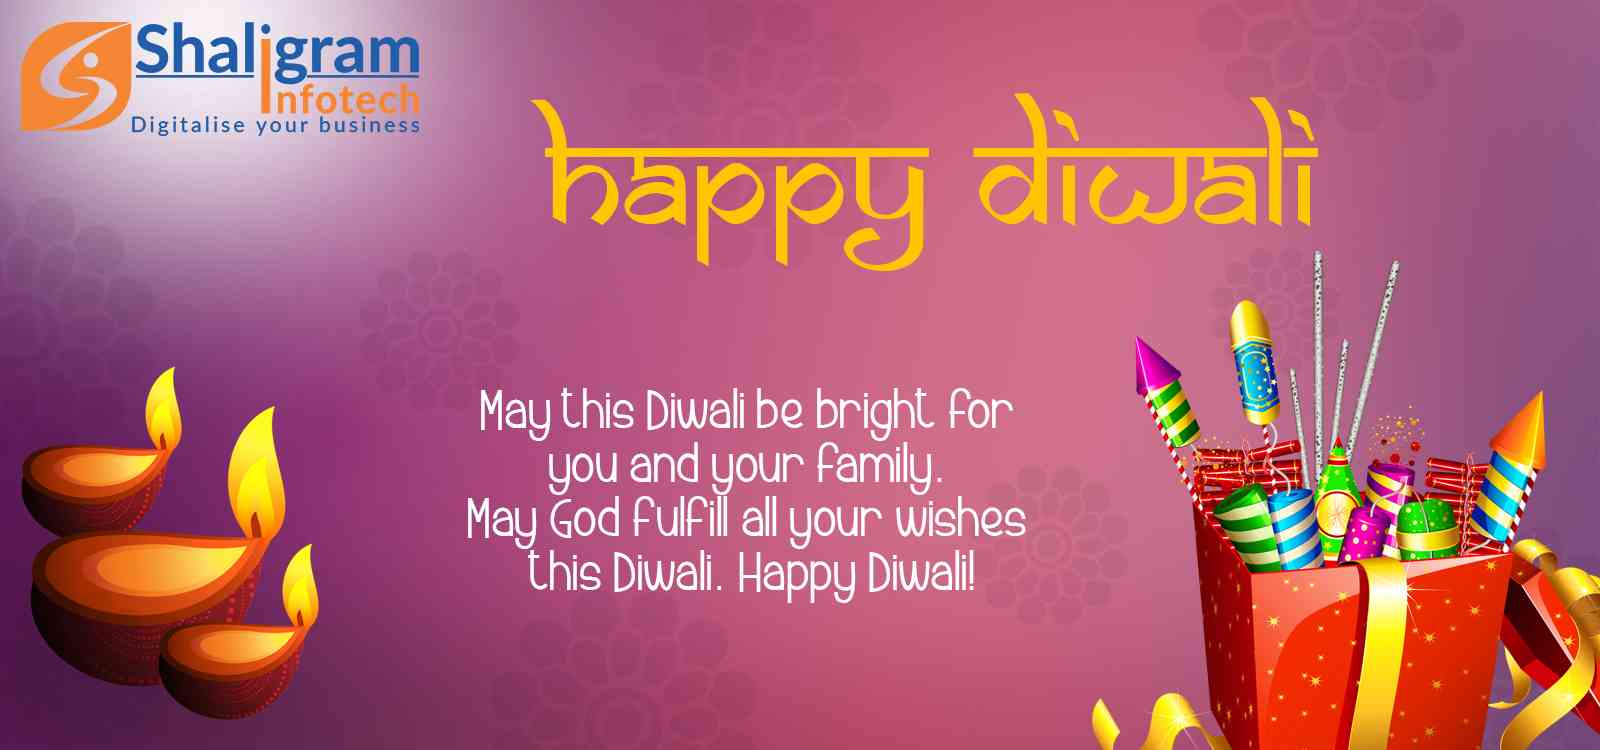 Shaligram
Infotech
Digitalise your business
Happy Diwali
May this Diwali be bright for
you and your family.
May God fulfill all your wishes
this Diwali. Happy Diwali!